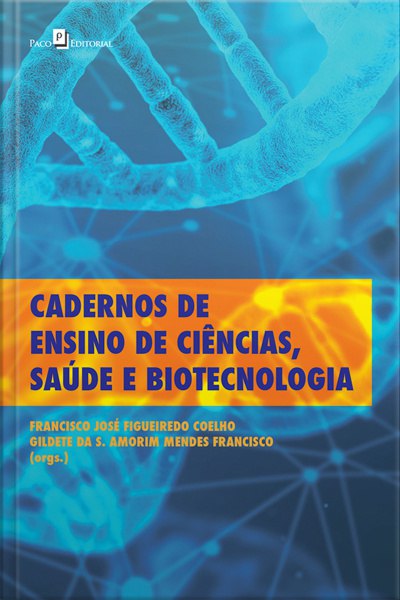 PACO P EDITORIAL
CADERNOS DE
ENSINO DE CIÊNCIAS,
SAÚDE E BIOTECNOLOGIA
FRANCISCO JOSÉ FIGUEIREDO COELHO
GILDETE DA S. AMORIM MENDES FRANCISCO
(orgs.)